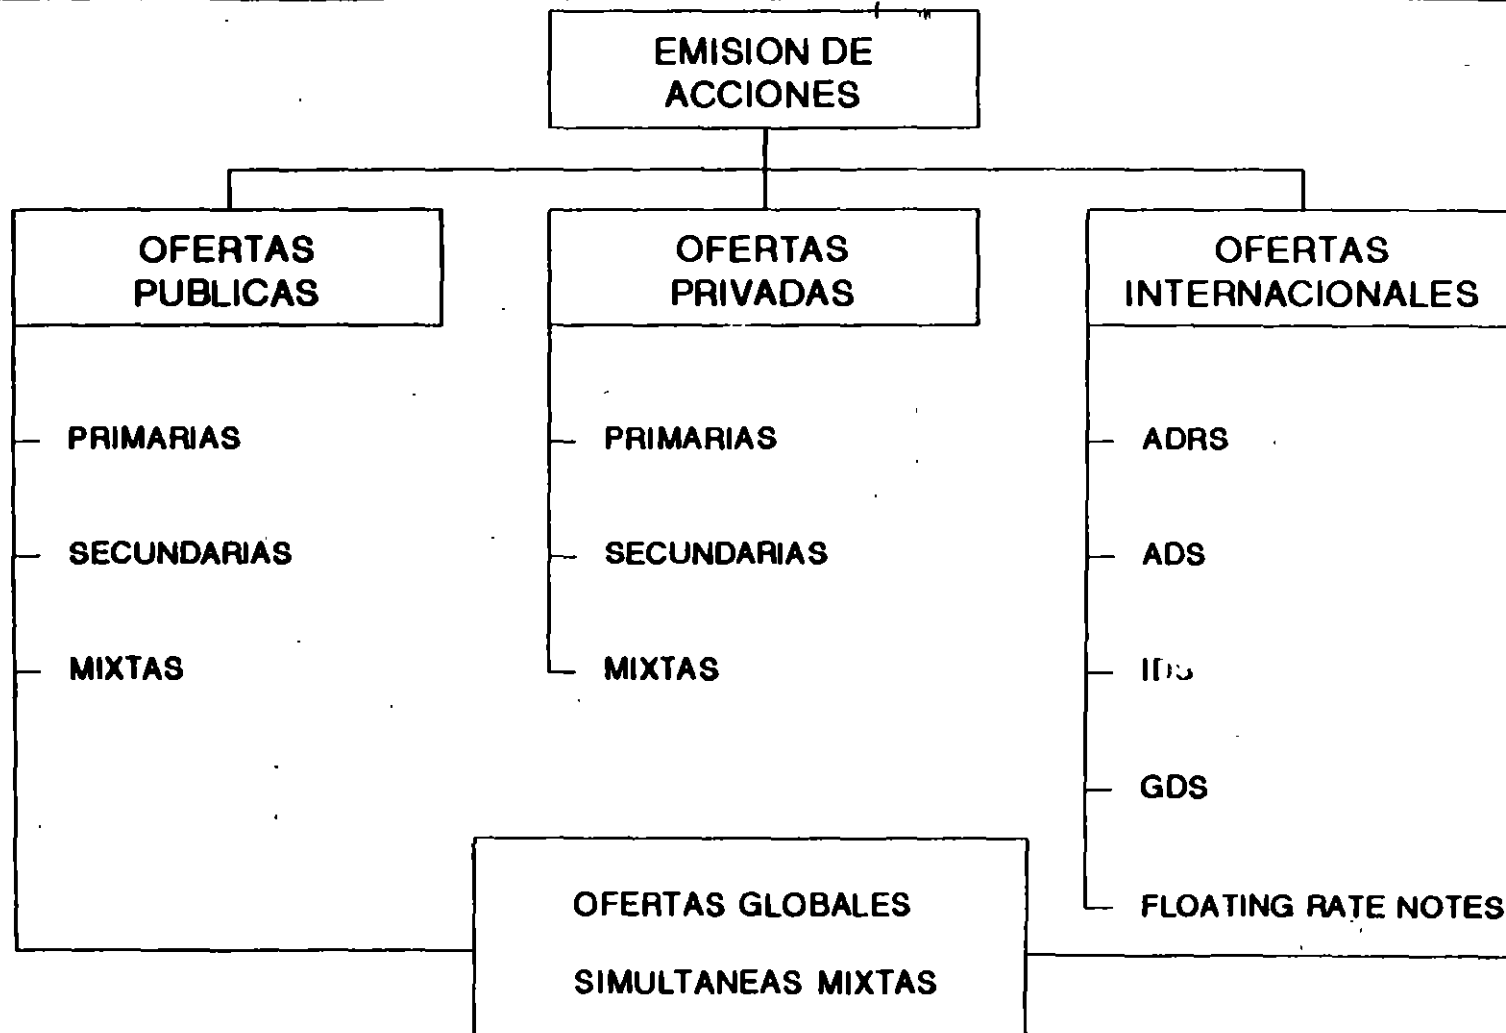 EMISION DE
ACCIONES
OFERTAS
PUBLICAS
PRIMARIAS
SECUNDARIAS
MIXTAS
OFERTAS
PRIVADAS
PRIMARIAS
SECUNDARIAS
MIXTAS
OFERTAS
INTERNACIONALES
ADRS
ADS
GDS
FLOATING RATE NOTES
OFERTAS GLOBALES
SIMULTANEAS MIXTAS